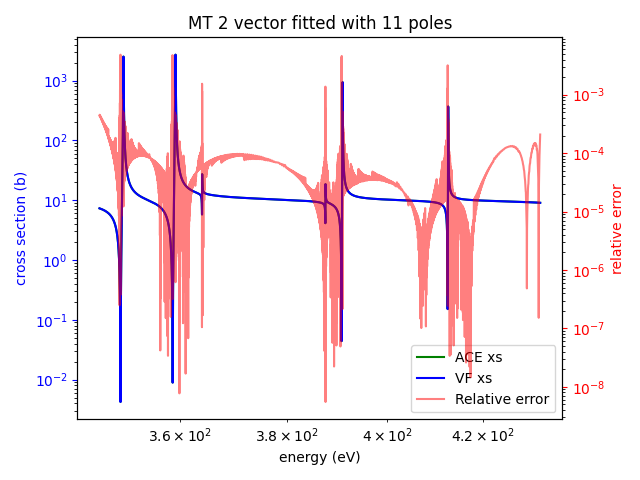 MT 2 vector fitted with 11 poles
cross section (b)
10³
10²
10¹
10⁰
10⁻¹
10⁻²
10⁻³
10⁻⁴
10⁻⁵
10⁻⁶
10⁻⁷
10⁻⁸
relative error
ACE xs
VF xs
Relative error
3.6 × 10² 3.8 × 10² 4 × 10² 4.2 × 10²
energy (eV)